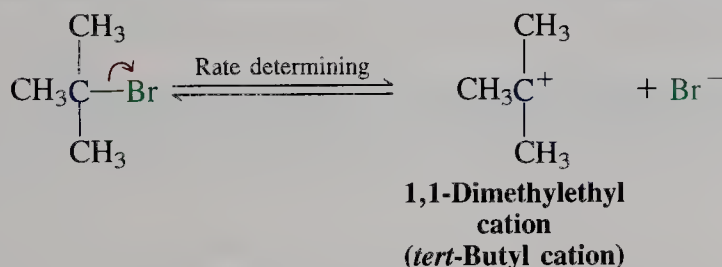 CH₃ CH₃
CH₃C—Br Rate determining CH₃C⁺ + Br⁻
CH₃ CH₃
1,1-Dimethylethyl
cation
(tert-Butyl cation)